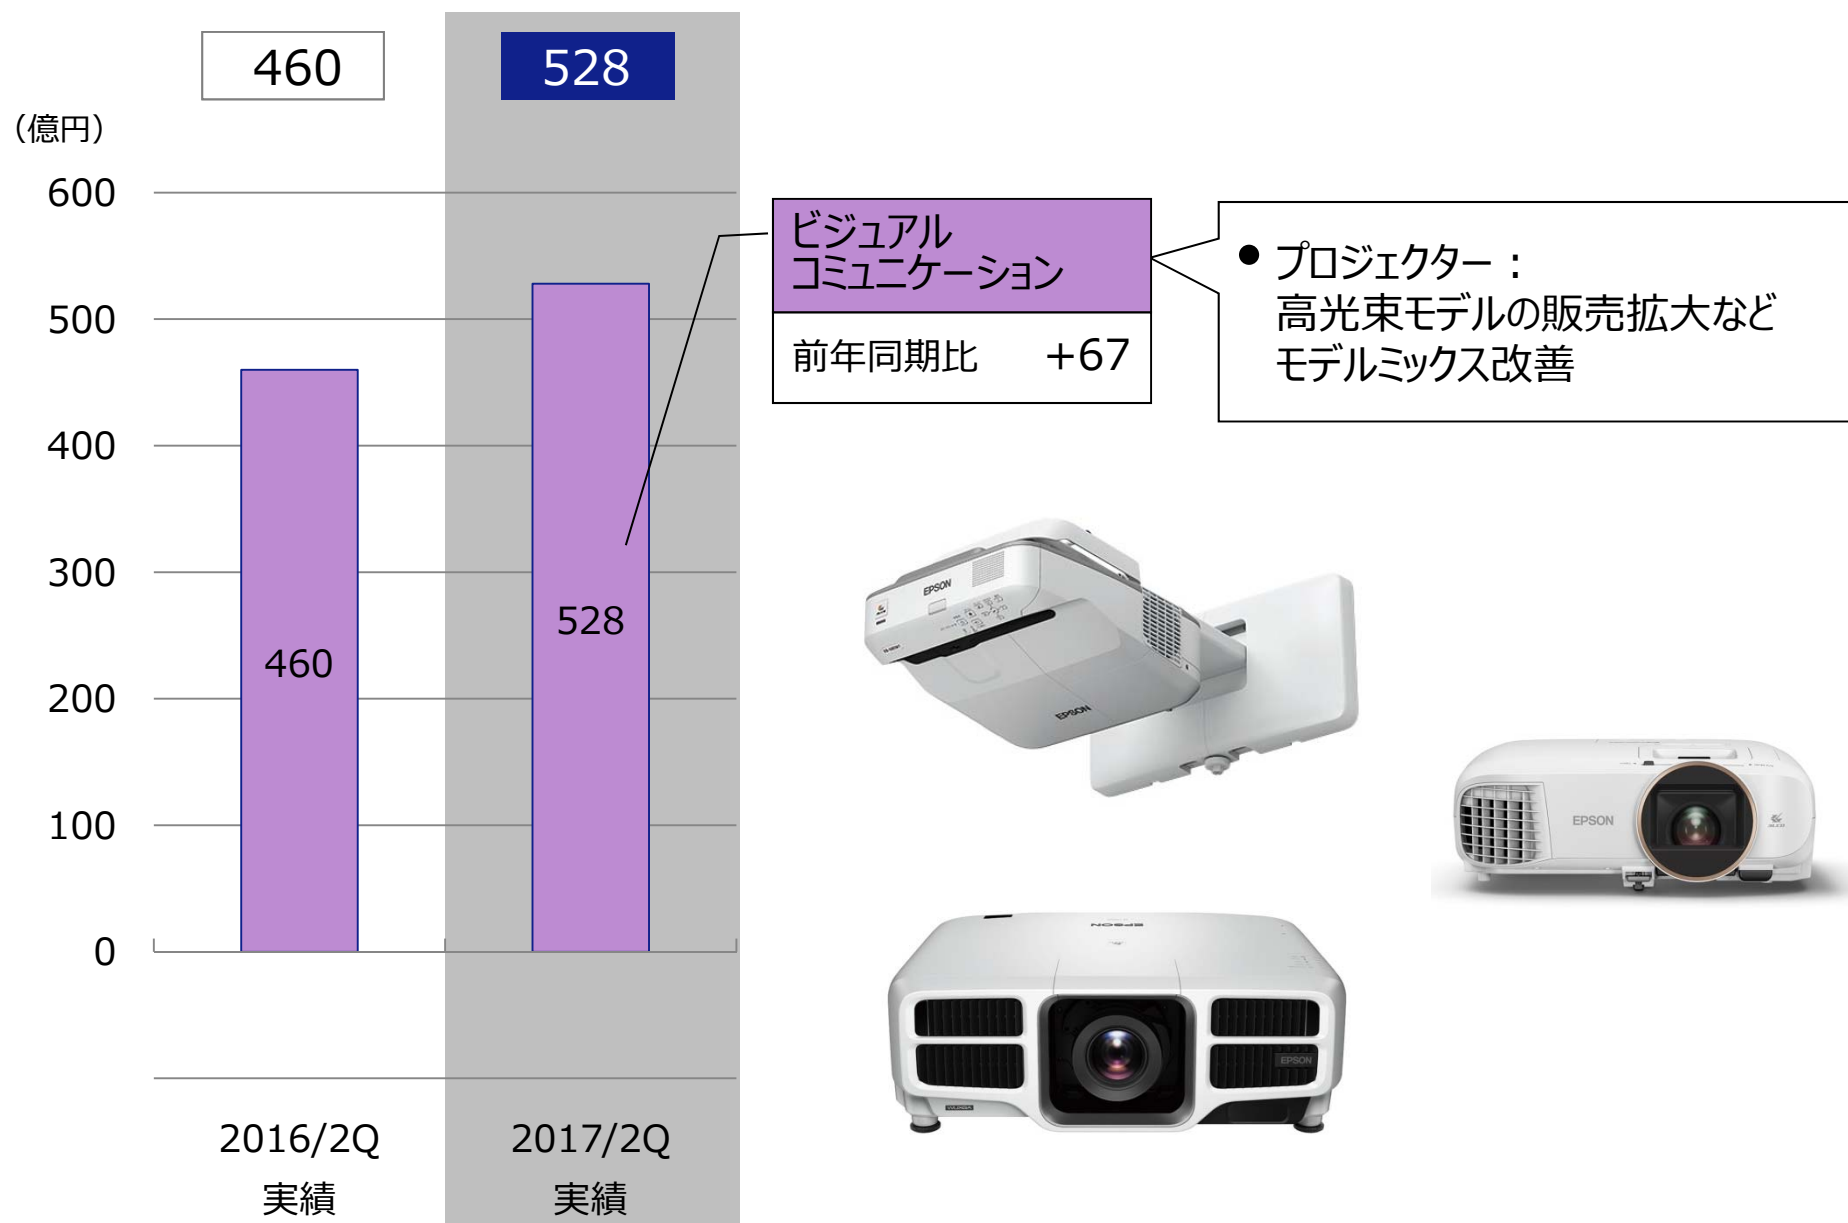 460
528
（億円）
600
500
400
300
200
100
0
460
528
2016/2Q
実績
2017/2Q
実績
ビジュアル
コミュニケーション
前年同期比 +67
● プロジェクター：
高光束モデルの販売拡大など
モデルミックス改善
EPSON
EPSON
EPSON
EPSON
EPSON